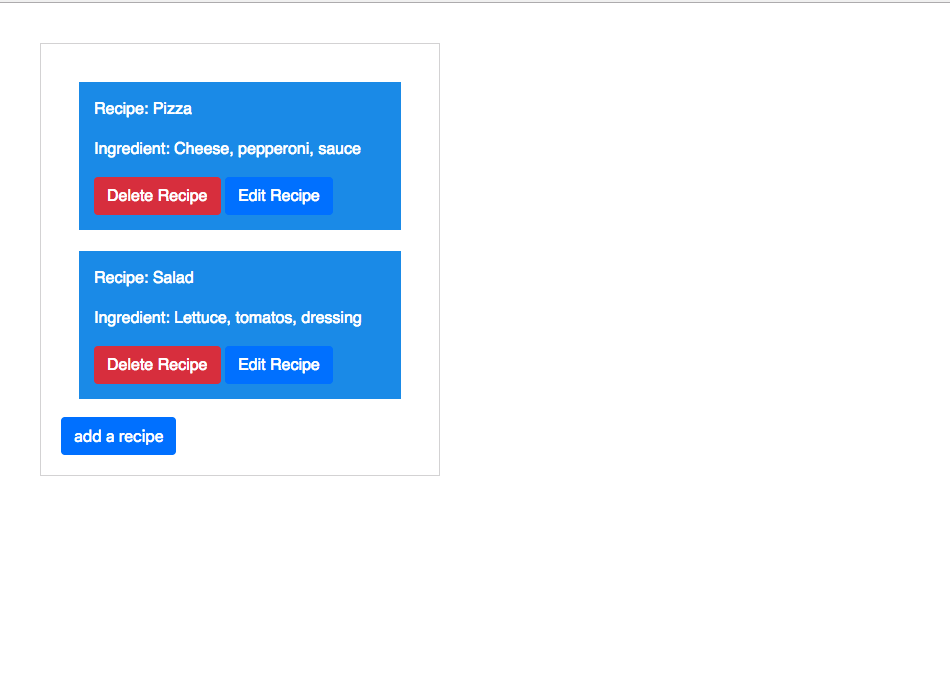 Recipe: Pizza
Ingredient: Cheese, pepperoni, sauce
Delete Recipe Edit Recipe
Recipe: Salad
Ingredient: Lettuce, tomatos, dressing
Delete Recipe Edit Recipe
add a recipe